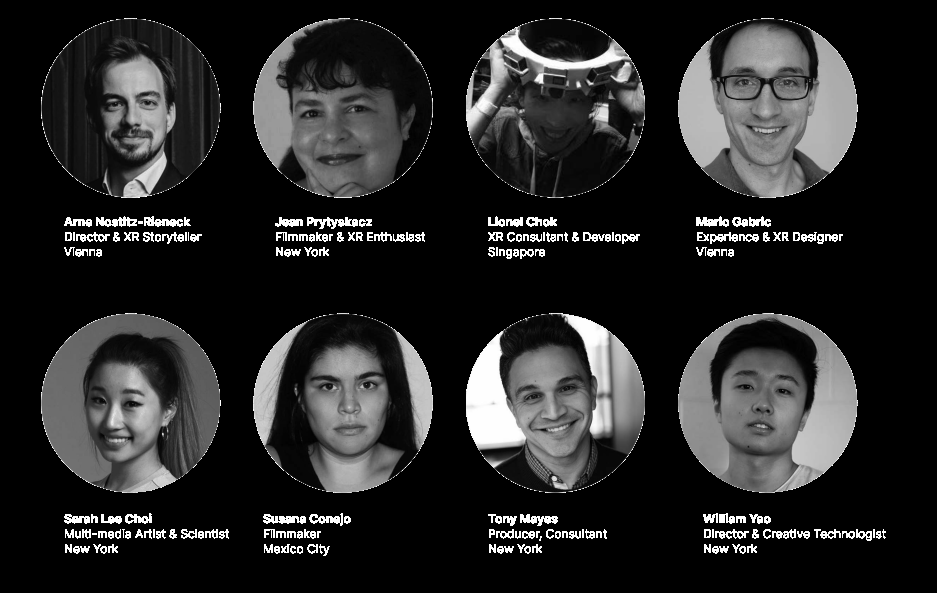 Arne Nostitz-Rieneck
Director & XR Storyteller
Vienna
Jean Prytyskacz
Filmmaker & XR Enthusiast
New York
Lionel Chok
XR Consultant & Developer
Singapore
Mario Gabric
Experience & XR Designer
Vienna
Sarah Lee Choi
Multi-media Artist & Scientist
New York
Susana Conejo
Filmmaker
Mexico City
Tony Mayes
Producer, Consultant
New York
William Yao
Director & Creative Technologist
New York